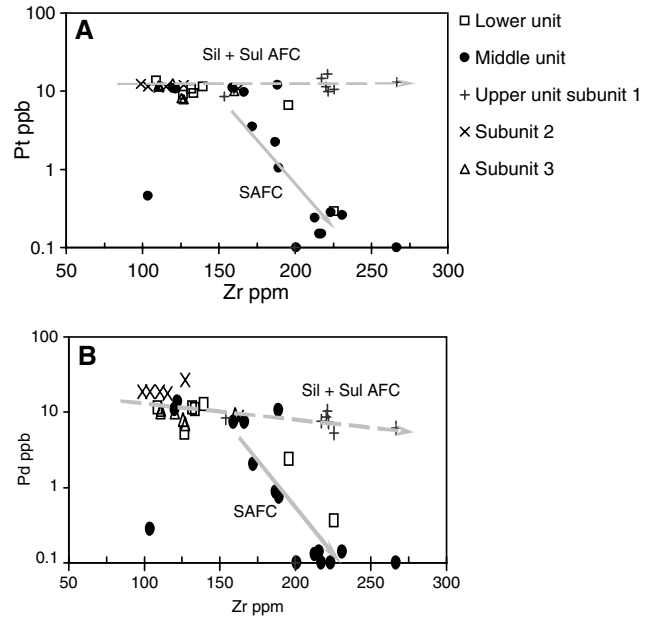 A
Pt ppb
100
10
1
0.1
Sil + Sul AFC
SAFC
50
100
150
200
250
300
Zr ppm
Lower unit
Middle unit
Upper unit subunit 1
Subunit 2
Subunit 3
B
Pd ppb
100
10
1
0.1
Sil + Sul AFC
SAFC
50
100
150
200
250
300
Zr ppm